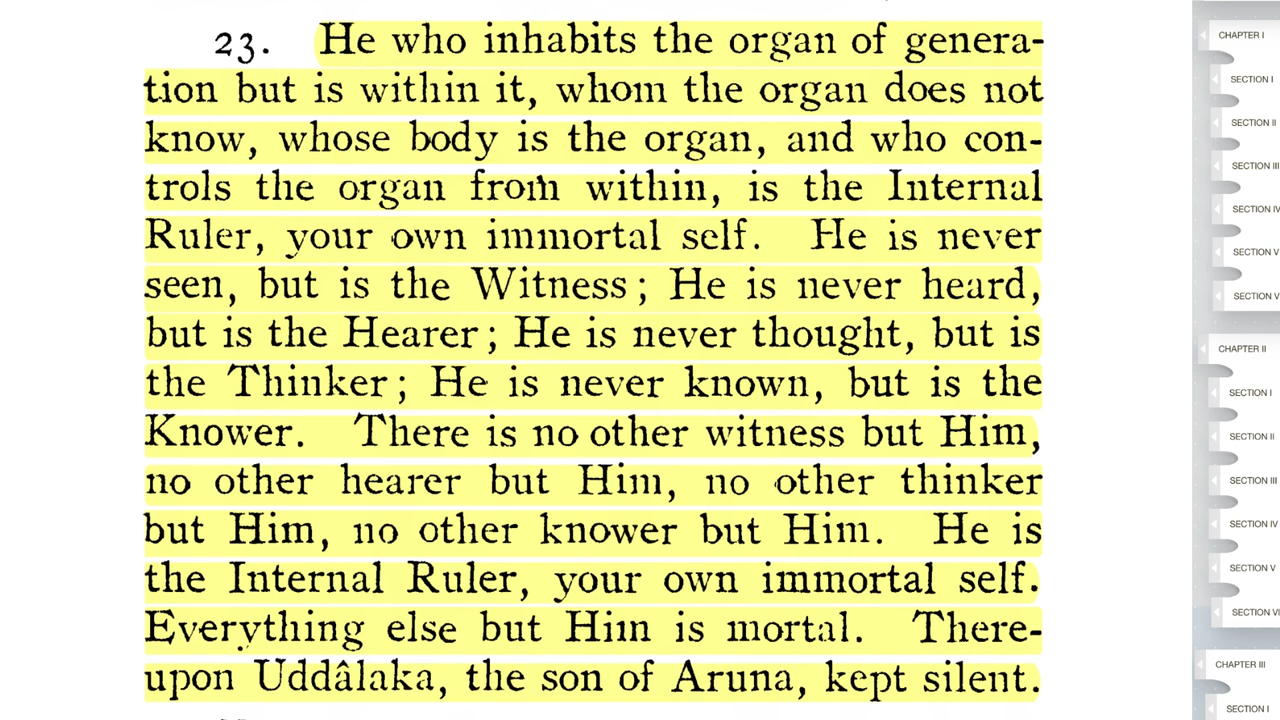 23. He who inhabits the organ of genera-
tion but is within it, whom the organ does not
know, whose body is the organ, and who con-
trols the organ from within, is the Internal
Ruler, your own immortal self. He is never
seen, but is the Witness; He is never heard,
but is the Hearer; He is never thought, but is
the Thinker; He is never known, but is the
Knower. There is no other witness but Him,
no other hearer but Him, no other thinker
but Him, no other knower but Him. He is
the Internal Ruler, your own immortal self.
Everything else but Him is mortal. There-
upon Uddâlaka, the son of Aruna, kept silent.
CHAPTER I
SECTION I
SECTION II
SECTION III
SECTION IV
SECTION V
SECTION V
CHAPTER II
SECTION I
SECTION II
SECTION III
SECTION IV
SECTION V
SECTION VI
CHAPTER III
SECTION I